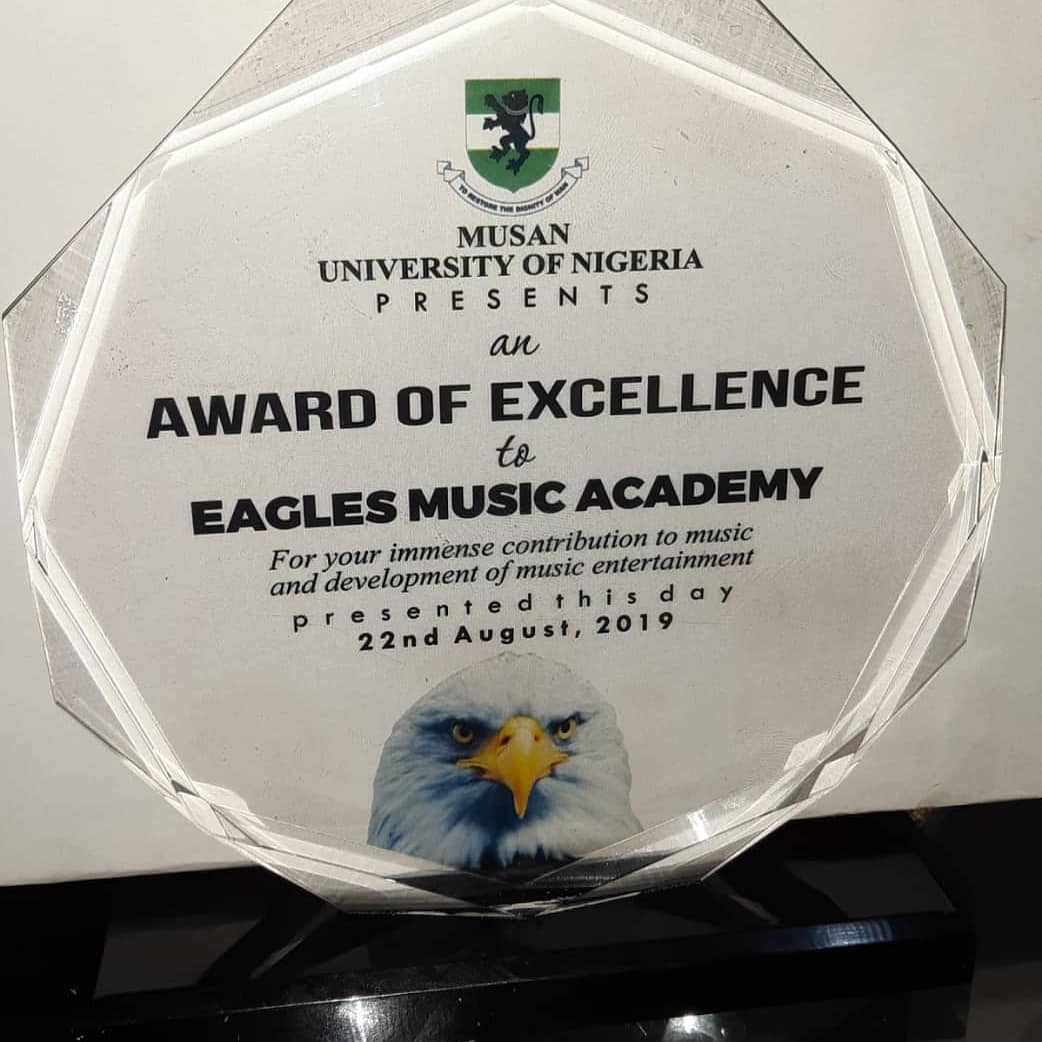 TO RESTORE THE DIGNITY OF MAN
MUSAN
UNIVERSITY OF NIGERIA
PRESENTS
an
AWARD OF EXCELLENCE
to
EAGLES MUSIC ACADEMY
For your immense contribution to music
and development of music entertainment
presented this day
22nd August, 2019